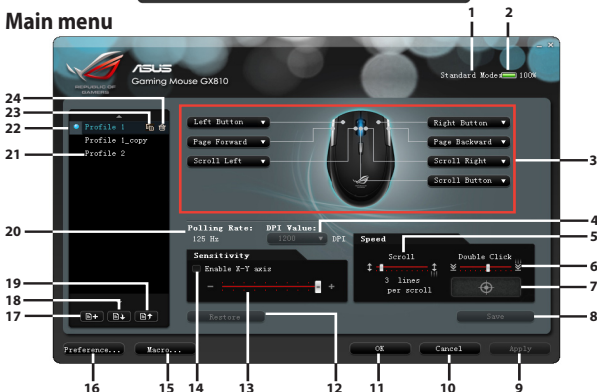 Main menu
1 2
Standard Mode 100%
REPUBLIC OF
GAMERS
ASUS
Gaming Mouse GX810
24
23
22
21
Profile 1
Profile 1_copy
Profile 2
Left Button
Page Forward
Scroll Left
Right Button
Page Backward
Scroll Right
Scroll Button
3
4
5
20
Polling Rate: DPI Value:
125 Hz 1200 DPI
Sensitivity
Enable X-Y axis
- +
Speed
Scroll Double Click
3 lines
per scroll
6
7
19
18
17
Restore
Save
8
Preference... Macro... OK Cancel Apply
16 15 14 13 12 11 10 9